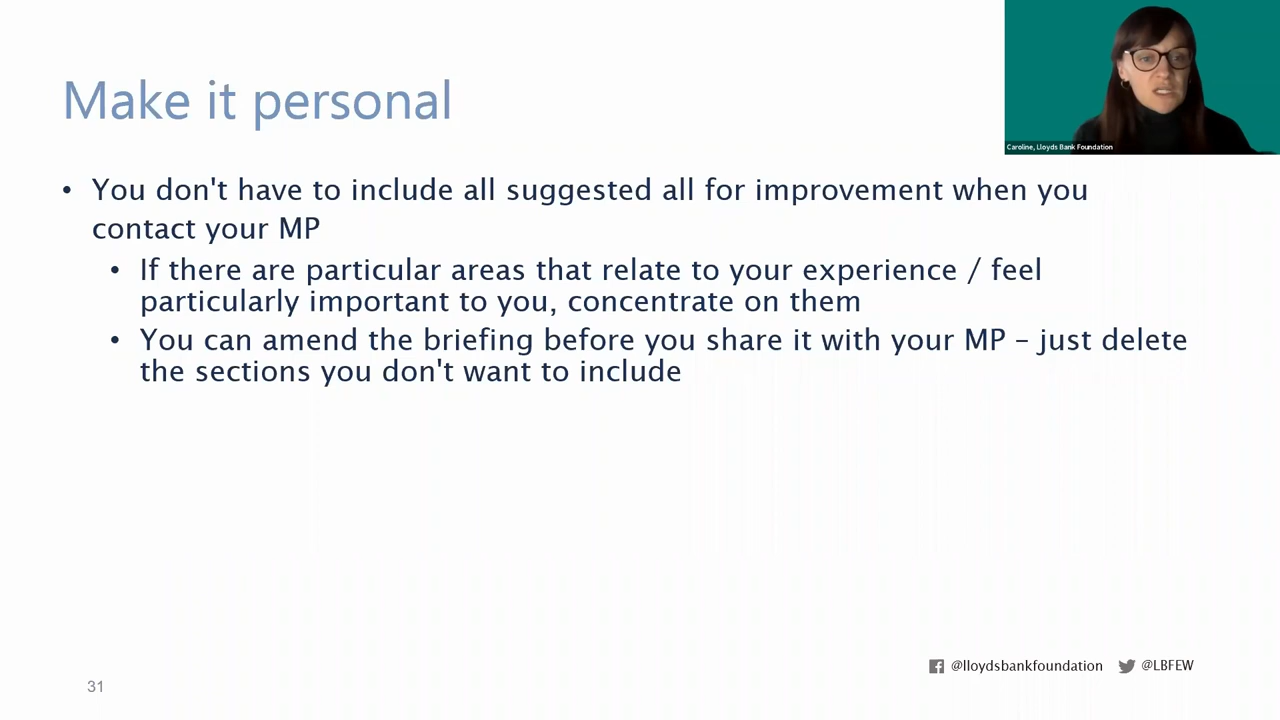 Make it personal
Caroline, Lloyds Bank Foundation
• You don't have to include all suggested all for improvement when you
contact your MP
• If there are particular areas that relate to your experience / feel
particularly important to you, concentrate on them
• You can amend the briefing before you share it with your MP – just delete
the sections you don't want to include
@lloydsbankfoundation @LBFEW
31